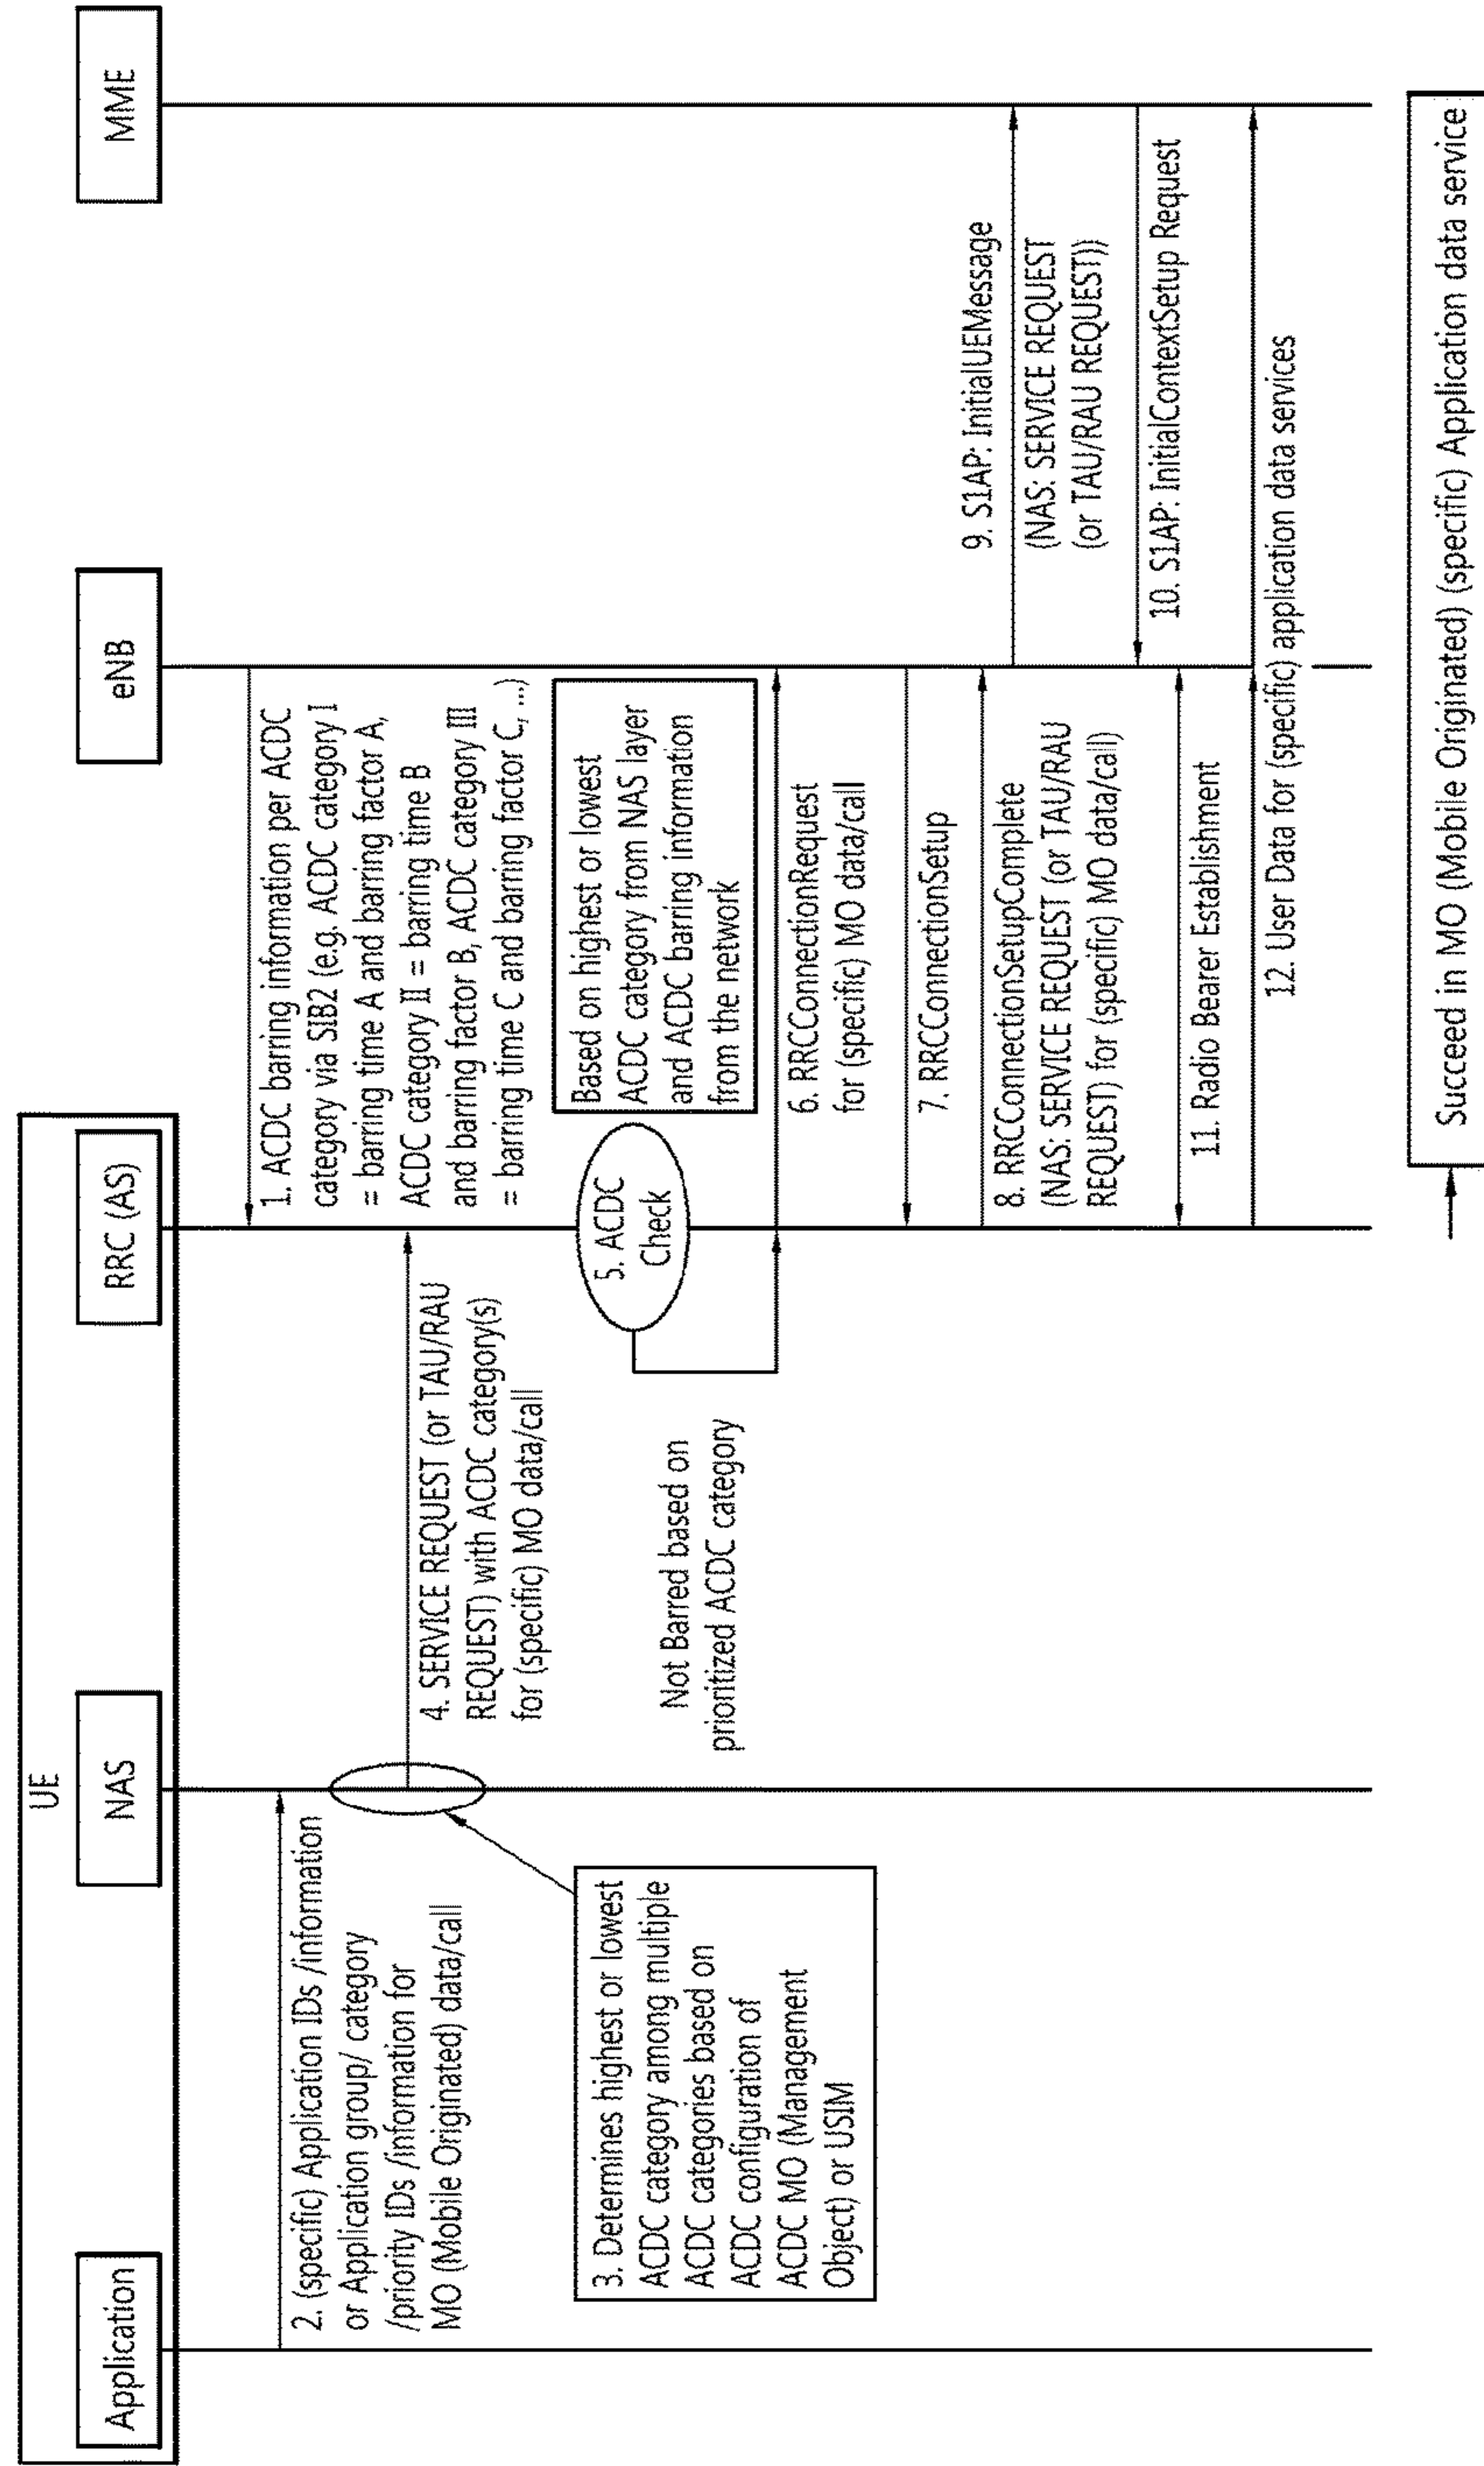 UE
Application
NAS
RRC (AS)
eNB
MME
1. ACDC barring information per ACDC
category via SIB2 (e.g. ACDC category I
= barring time A and barring factor A,
ACDC category II = barring time B
and barring factor B, ACDC category III
= barring time C and barring factor C, ...)
2. (specific) Application IDs /information
or Application group/ category
/priority IDs /information for
MO (Mobile Originated) data/call
3. Determines highest or lowest
ACDC category among multiple
ACDC categories based on
ACDC configuration of
ACDC MO (Management
Object) or USIM
4. SERVICE REQUEST (or TAU/RAU
REQUEST) with ACDC category(s)
for (specific) MO data/call
5. ACDC
Check
Based on highest or lowest
ACDC category from NAS layer
and ACDC barring information
from the network
Not Barred based on
prioritized ACDC category
6. RRCConnectionRequest
for (specific) MO data/call
7. RRCConnectionSetup
8. RRCConnectionSetupComplete
(NAS: SERVICE REQUEST (or TAU/RAU
REQUEST) for (specific) MO data/call)
9. S1AP: InitialUEMessage
(NAS: SERVICE REQUEST
(or TAU/RAU REQUEST))
10. S1AP: InitialContextSetup Request
11. Radio Bearer Establishment
12. User Data for (specific) application data services
Succeed in MO (Mobile Originated) (specific) Application data service